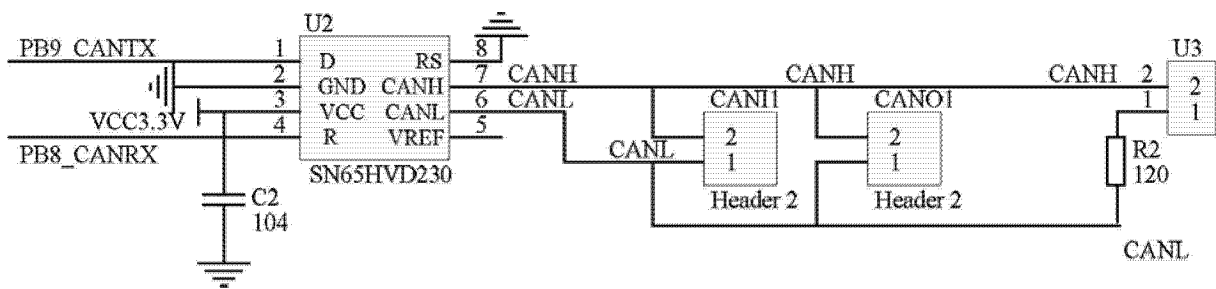 U2
PB9_CANTX
1
D
RS
8
2
GND
CANH
7
CANH
CANH
CANH
2
U3
2
1
3
VCC
CANL
6
CANL
CANI1
CANO1
1
VCC3.3V
4
R
VREF
5
PB8_CANRX
SN65HVD230
CANL
2
1
2
1
R2
120
Header 2
Header 2
C2
104
CANL